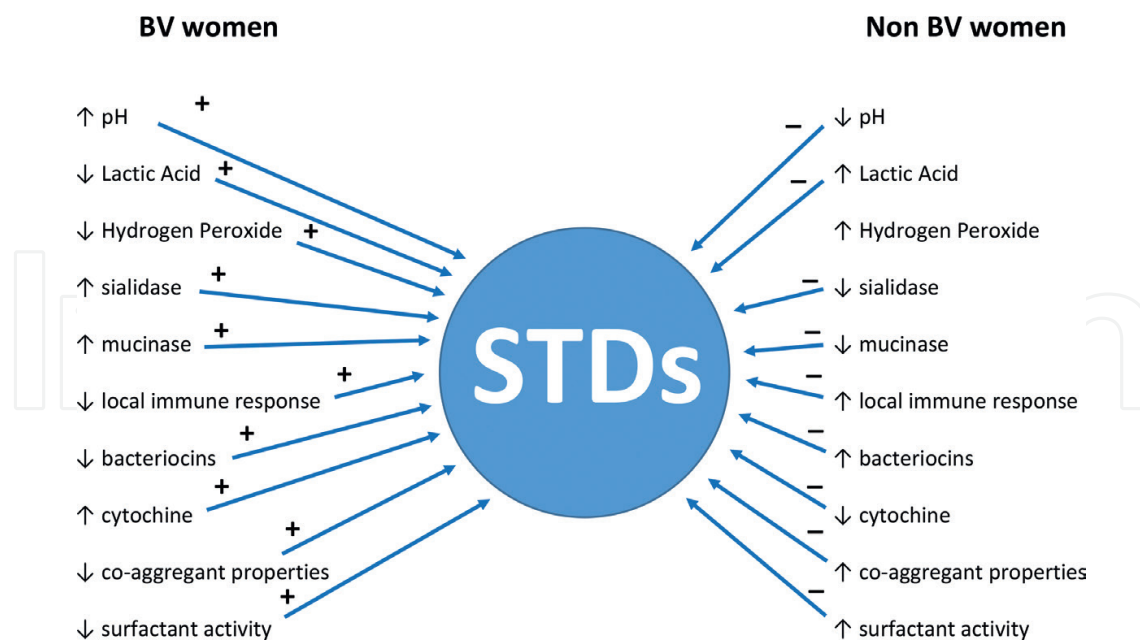 BV women
Non BV women
↑ pH
+
↓ Lactic Acid
+
↓ Hydrogen Peroxide
+
↑ sialidase
+
↑ mucinase
+
↓ local immune response
+
↓ bacteriocins
+
↑ cytochine
+
↓ co-aggregant properties
+
↓ surfactant activity
+
STDs
− ↓ pH
− ↑ Lactic Acid
↑ Hydrogen Peroxide
− ↓ sialidase
− ↓ mucinase
− ↑ local immune response
− ↑ bacteriocins
− ↓ cytochine
− ↑ co-aggregant properties
− ↑ surfactant activity